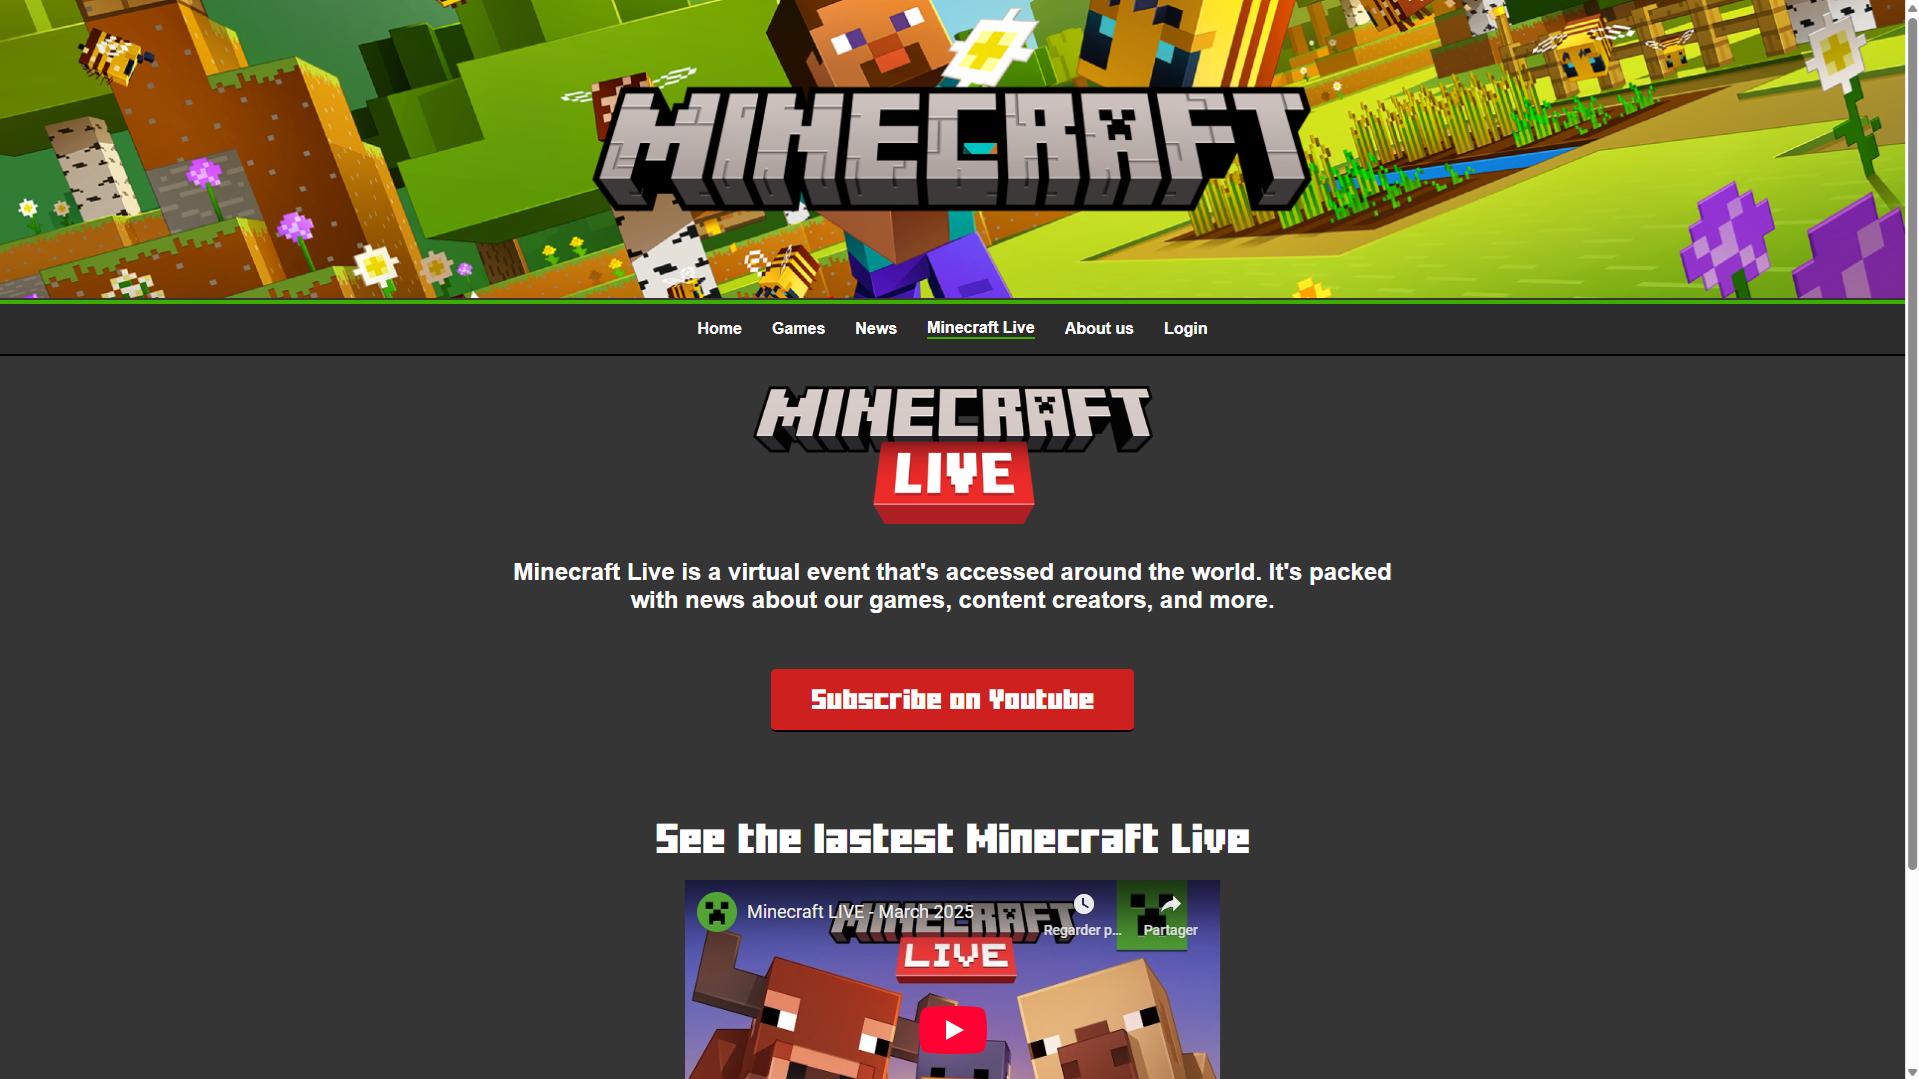 MINECRAFT
Home Games News Minecraft Live About us Login
MINECRAFT
LIVE
Minecraft Live is a virtual event that's accessed around the world. It's packed
with news about our games, content creators, and more.
Subscribe on Youtube
See the lastest Minecraft Live
Minecraft LIVE - March 2025
MINECRAFT
Regarder p... Partager
LIVE